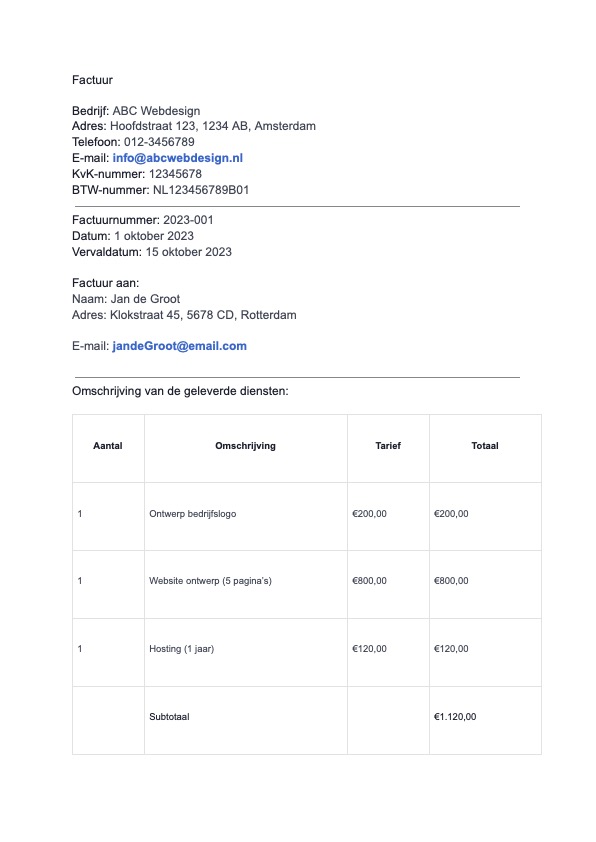 Factuur
Bedrijf: ABC Webdesign
Adres: Hoofdstraat 123, 1234 AB, Amsterdam
Telefoon: 012-3456789
E-mail: info@abcwebdesign.nl
KvK-nummer: 12345678
BTW-nummer: NL123456789B01
Factuurnummer: 2023-001
Datum: 1 oktober 2023
Vervaldatum: 15 oktober 2023
Factuur aan:
Naam: Jan de Groot
Adres: Klokstraat 45, 5678 CD, Rotterdam
E-mail: jandeGroot@email.com
Omschrijving van de geleverde diensten:
Aantal Omschrijving Tarief Totaal
1 Ontwerp bedrijfslogo €200,00 €200,00
1 Website ontwerp (5 pagina's) €800,00 €800,00
1 Hosting (1 jaar) €120,00 €120,00
Subtotaal €1.120,00